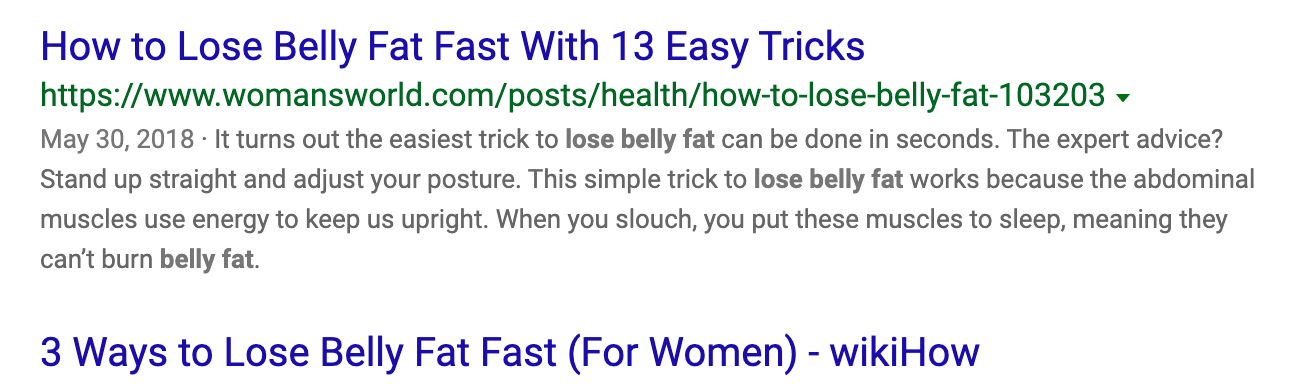 How to Lose Belly Fat Fast With 13 Easy Tricks
https://www.womansworld.com/posts/health/how-to-lose-belly-fat-103203
May 30, 2018 · It turns out the easiest trick to lose belly fat can be done in seconds. The expert advice?
Stand up straight and adjust your posture. This simple trick to lose belly fat works because the abdominal
muscles use energy to keep us upright. When you slouch, you put these muscles to sleep, meaning they
can’t burn belly fat.
3 Ways to Lose Belly Fat Fast (For Women) - wikiHow